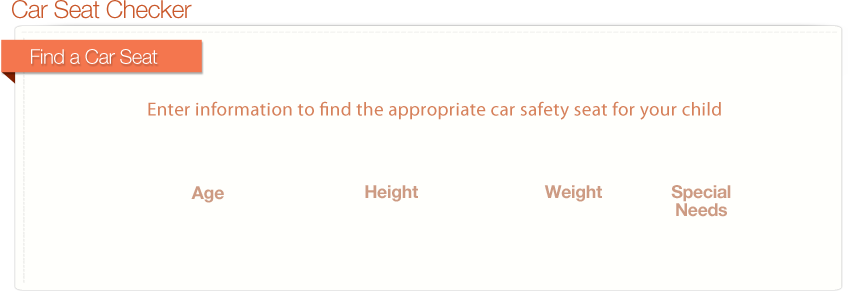 Car Seat Checker
Find a Car Seat
Enter information to find the appropriate car safety seat for your child
Age Height Weight Special
Needs